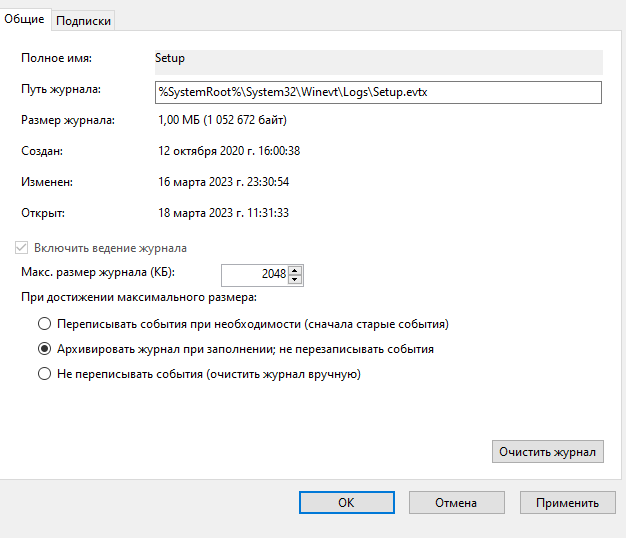 Общие
Подписки
Полное имя: Setup
Путь журнала: %SystemRoot%\System32\Winevt\Logs\Setup.evtx
Размер журнала: 1,00 МБ (1 052 672 байт)
Создан: 12 октября 2020 г. 16:00:38
Изменен: 16 марта 2023 г. 23:30:54
Открыт: 18 марта 2023 г. 11:31:33
Включить ведение журнала
Макс. размер журнала (КБ): 2048
При достижении максимального размера:
Переписывать события при необходимости (сначала старые события)
Архивировать журнал при заполнении; не перезаписывать события
Не переписывать события (очистить журнал вручную)
Очистить журнал
ОК
Отмена
Применить